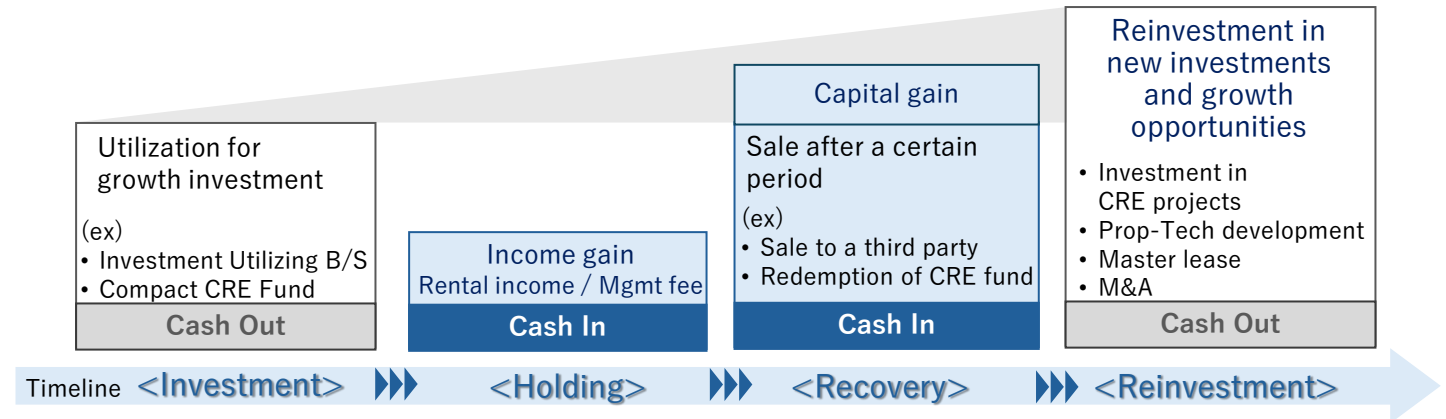 Utilization for
growth investment
(ex)
• Investment Utilizing B/S
• Compact CRE Fund
Cash Out
Income gain
Rental income / Mgmt fee
Cash In
Capital gain
Sale after a certain
period
(ex)
• Sale to a third party
• Redemption of CRE fund
Cash In
Reinvestment in
new investments
and growth
opportunities
• Investment in
CRE projects
• Prop-Tech development
• Master lease
• M&A
Cash Out
Timeline <Investment> <Holding> <Recovery> <Reinvestment>